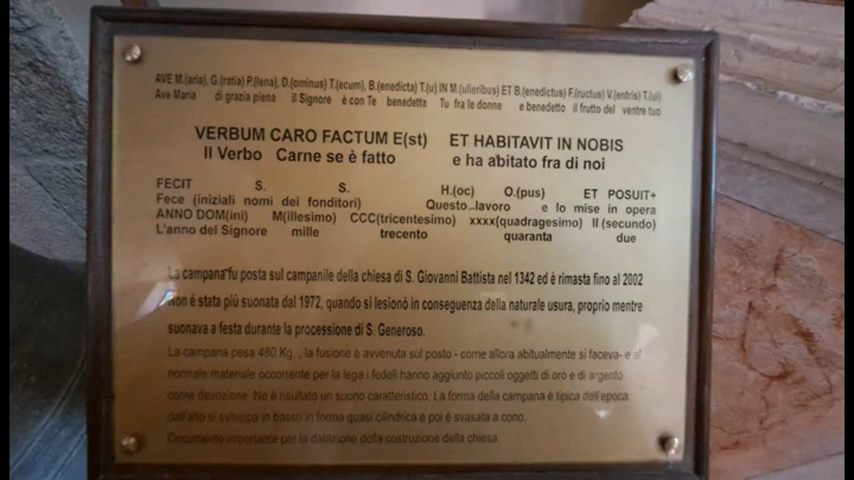 AVE M.(aria), G.(ratia) P.(lena), D.(ominus) T.(ecum), B.(enedicta) T.(u) IN M.(ulieribus) ET B.(enedictus) F.(ructus) V.(entris) T.(ui)
Ave Maria di grazia piena il Signore è con Te benedetta Tu fra le donne e benedetto il frutto del ventre tuo
VERBUM CARO FACTUM E(st) ET HABITAVIT IN NOBIS
Il Verbo Carne se è fatto e ha abitato fra di noi
FECIT S. S. H.(oc) O.(pus) ET POSUIT+
Fece (iniziali nomi dei fonditori) Questo lavoro e lo mise in opera
ANNO DOM(ini) M(illesimo) CCC(tricentesimo) xxxx(quadragesimo) II (secundo)
L'anno del Signore mille trecento quaranta due
La campana fu posta sul campanile della chiesa di S. Giovanni Battista nel 1342 ed è rimasta fino al 2002
Non è stata più suonata dal 1972, quando si lesionò in conseguenza della naturale usura, proprio mentre
suonava a festa durante la processione di S. Generoso.
La campana pesa 480 Kg. , la fusione è avvenuta sul posto - come allora abitualmente si faceva- e al
normale materiale occorrente per la lega i fedeli hanno aggiunto piccoli oggetti di oro e di argento
come devozione. Ne è risultato un suono caratteristico. La forma della campana è tipica dell'epoca:
dall'alto si sviluppa in basso in forma quasi cilindrica e poi è svasata a cono.
Documento importante per la datazione della costruzione della chiesa.